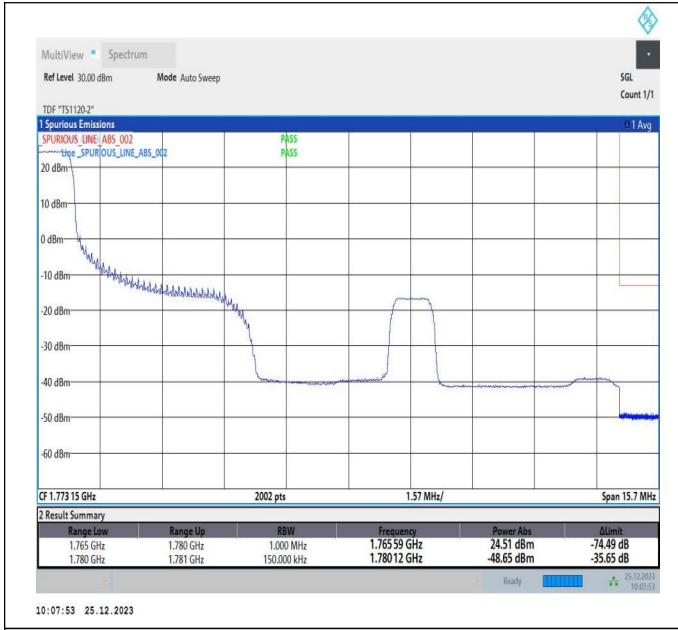 R&S
MultiView Spectrum
Ref Level 30.00 dBm Mode Auto Sweep SGL
Count 1/1
TDF "TS1120-2"
1 Spurious Emissions 1 Avg
_SPURIOUS_LINE_ABS_002 PASS
Line _SPURIOUS_LINE_ABS_002 PASS
20 dBm
10 dBm
0 dBm
-10 dBm
-20 dBm
-30 dBm
-40 dBm
-50 dBm
-60 dBm
CF 1.773 15 GHz 2002 pts 1.57 MHz/ Span 15.7 MHz
2 Result Summary
Range Low Range Up RBW Frequency Power Abs ΔLimit
1.765 GHz 1.780 GHz 1.000 MHz 1.765 59 GHz 24.51 dBm -74.49 dB
1.780 GHz 1.781 GHz 150.000 kHz 1.780 12 GHz -48.65 dBm -35.65 dB
Ready 25.12.2023
10:07:53
10:07:53 25.12.2023